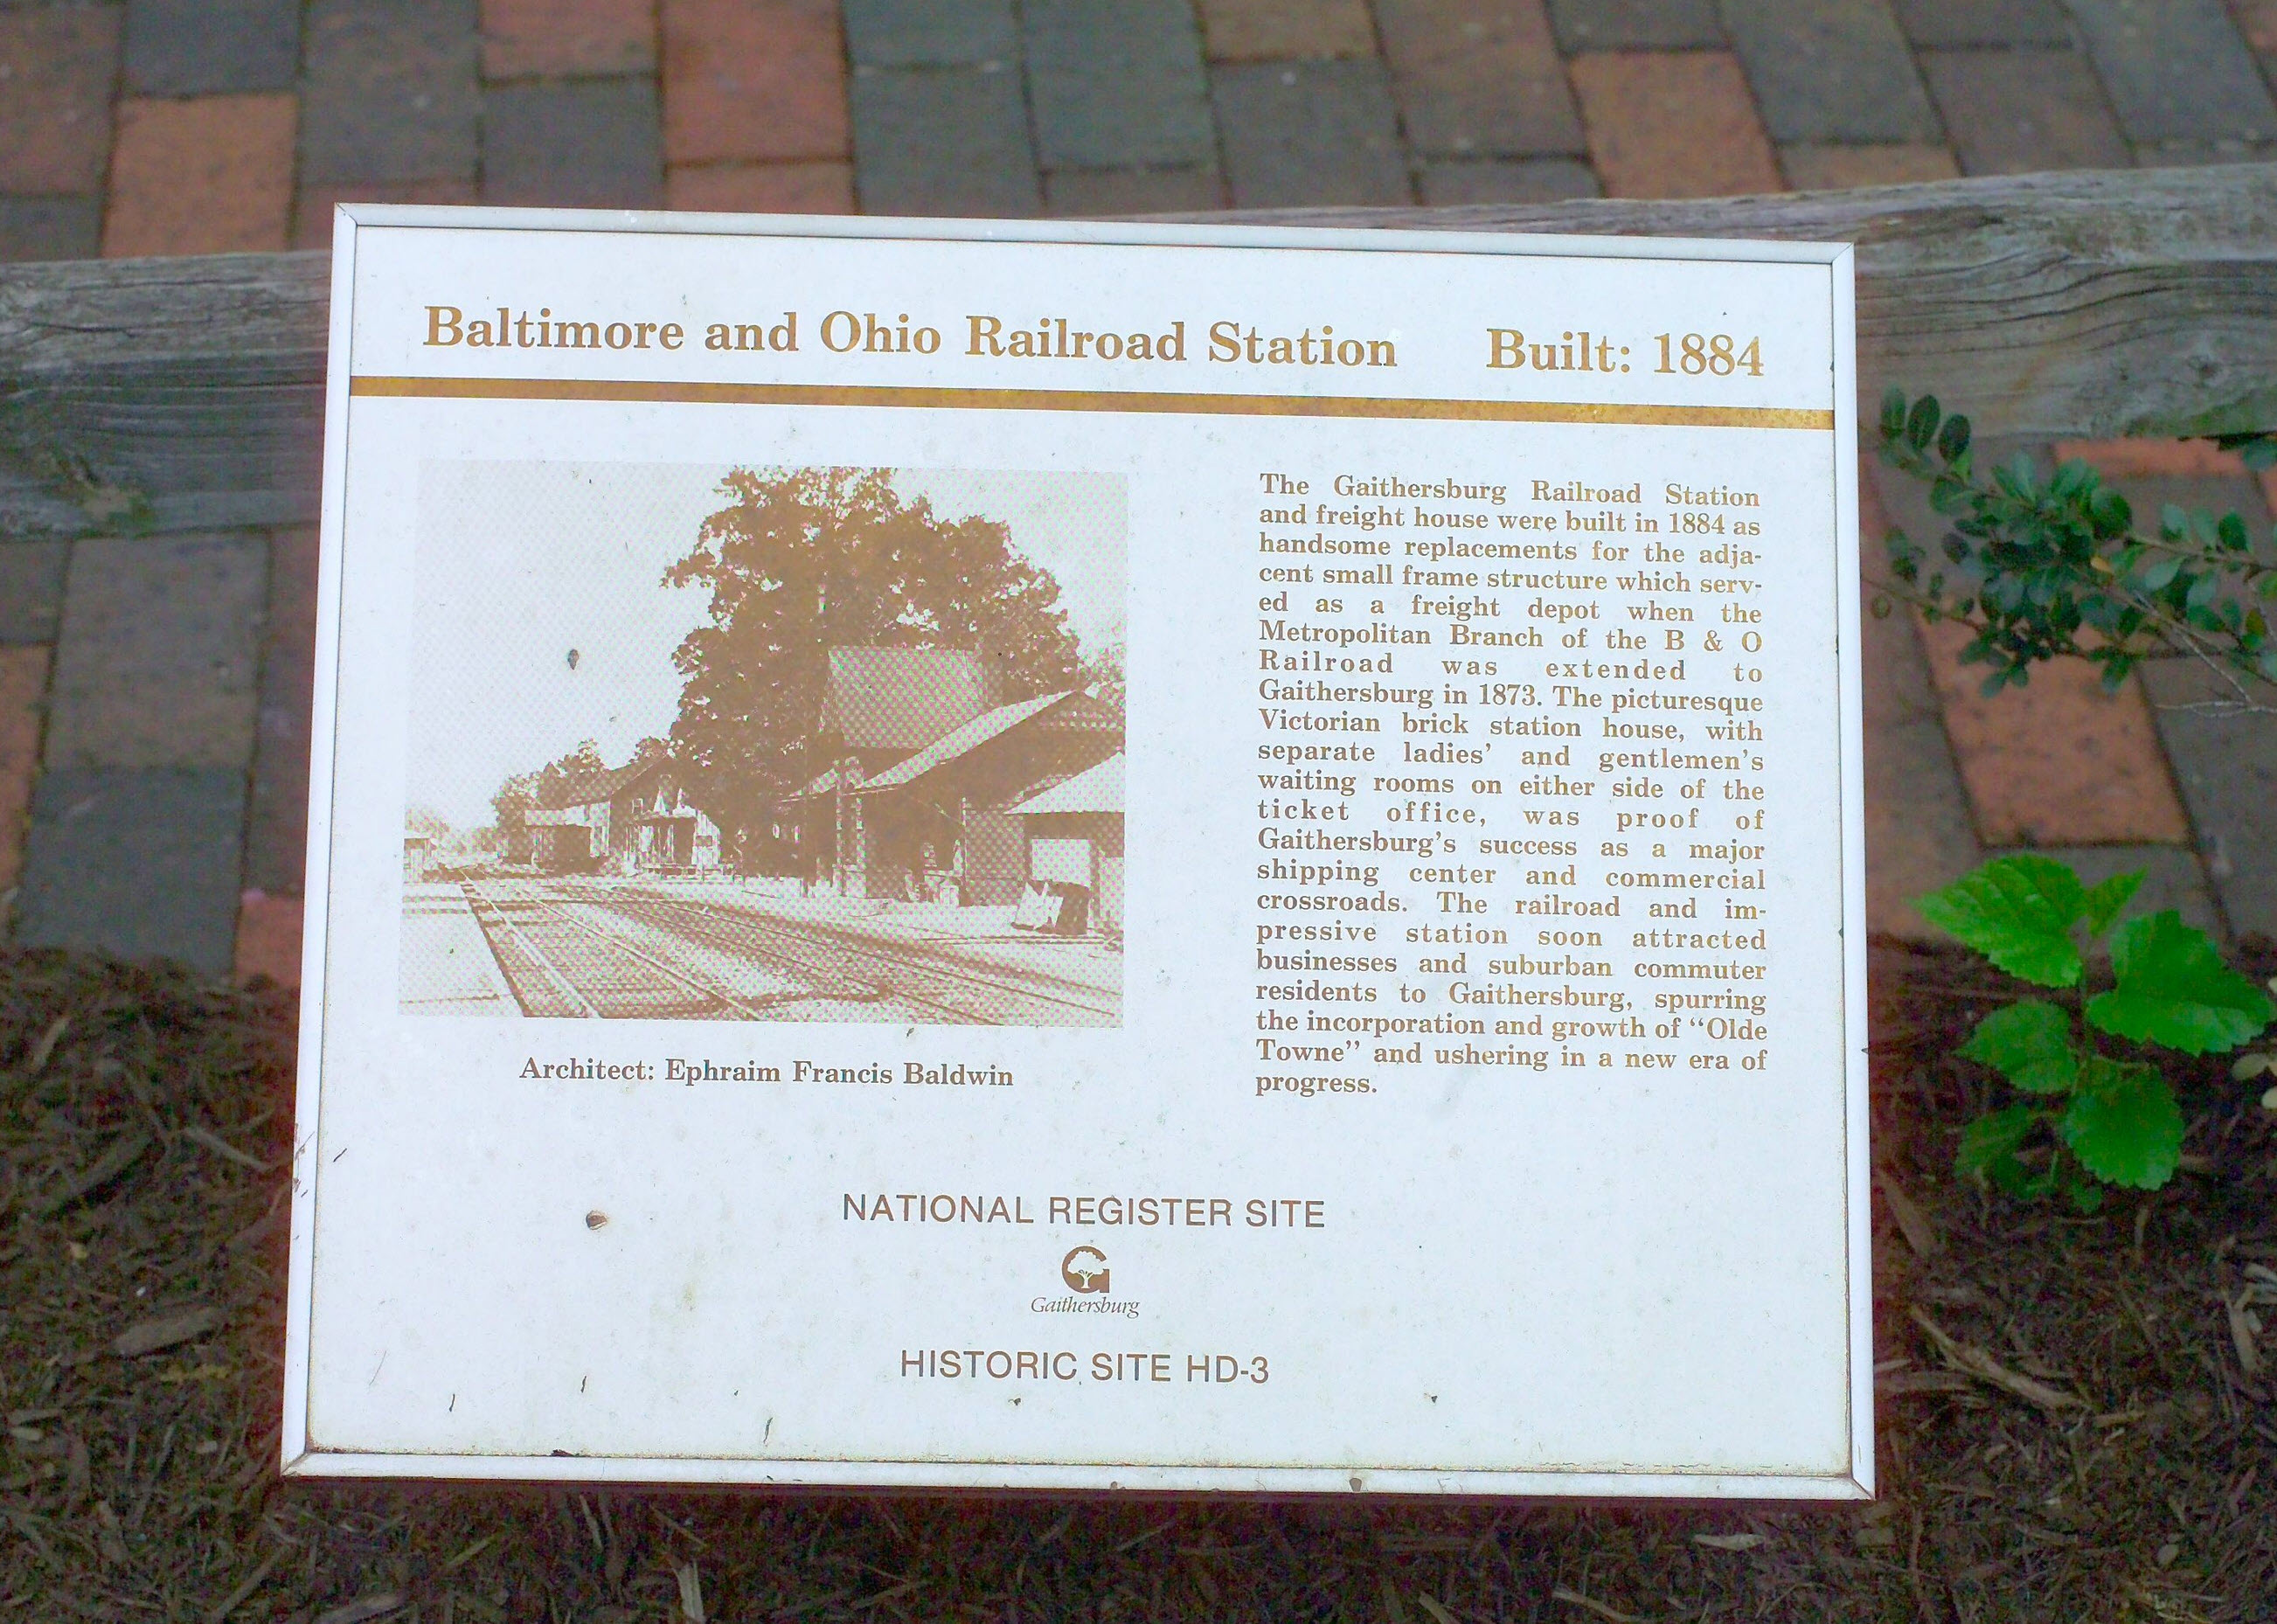 Baltimore and Ohio Railroad Station Built: 1884
The Gaithersburg Railroad Station
and freight house were built in 1884 as
handsome replacements for the adja-
cent small frame structure which serv-
ed as a freight depot when the
Metropolitan Branch of the B & O
Railroad was extended to
Gaithersburg in 1873. The picturesque
Victorian brick station house, with
separate ladies' and gentlemen's
waiting rooms on either side of the
ticket office, was proof of
Gaithersburg's success as a major
shipping center and commercial
crossroads. The railroad and im-
pressive station soon attracted
businesses and suburban commuter
residents to Gaithersburg, spurring
the incorporation and growth of “Olde
Towne” and ushering in a new era of
progress.
Architect: Ephraim Francis Baldwin
NATIONAL REGISTER SITE
G
Gaithersburg
HISTORIC SITE HD-3